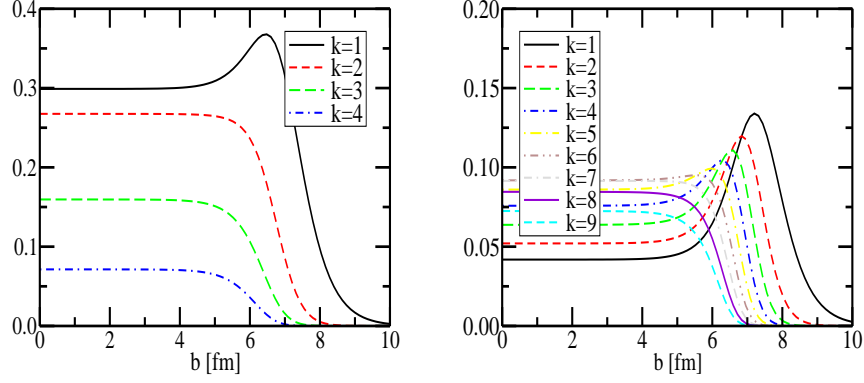 0.4
0.3
0.2
0.1
0.0
0 2 4 6 8 10
b [fm]
k=1
k=2
k=3
k=4
0.20
0.15
0.10
0.05
0.00
0 2 4 6 8 10
b [fm]
k=1
k=2
k=3
k=4
k=5
k=6
k=7
k=8
k=9